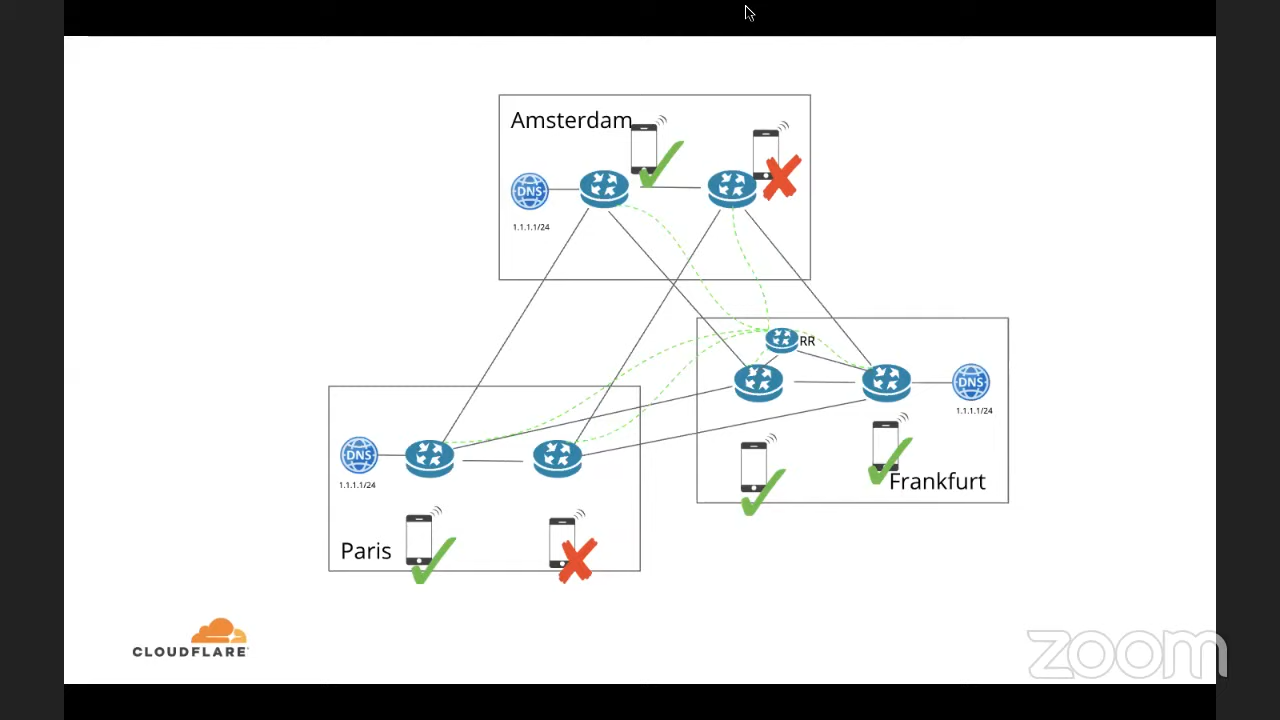 Amsterdam
DNS
1.1.1.1/24
RR
DNS
1.1.1.1/24
DNS
1.1.1.1/24
Frankfurt
Paris
CLOUDFLARE
zoom